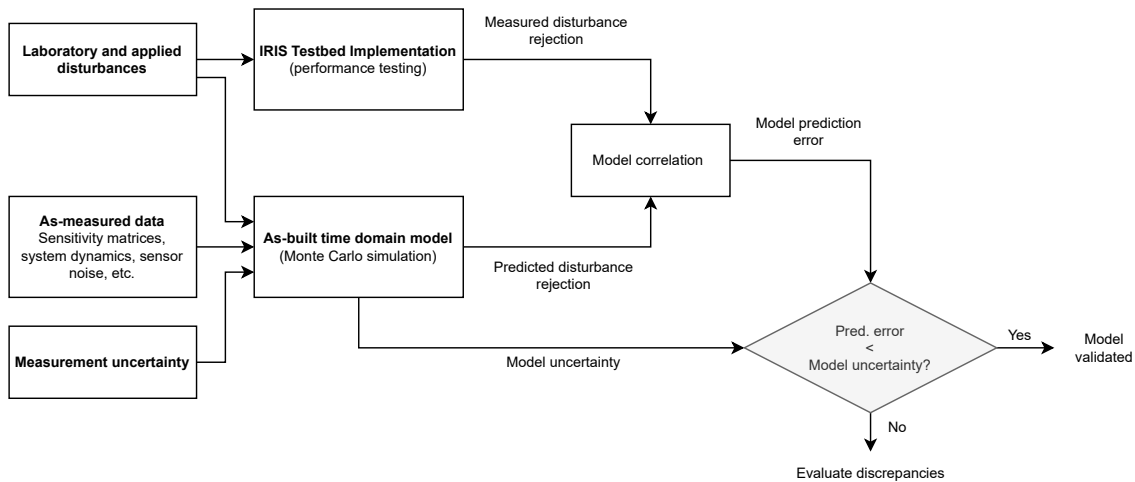 Laboratory and applied
disturbances
IRIS Testbed Implementation
(performance testing)
Measured disturbance
rejection
Model correlation
Model prediction
error
As-measured data
Sensitivity matrices,
system dynamics, sensor
noise, etc.
As-built time domain model
(Monte Carlo simulation)
Predicted disturbance
rejection
Measurement uncertainty
Model uncertainty
Pred. error
<
Model uncertainty?
Yes
Model
validated
No
Evaluate discrepancies